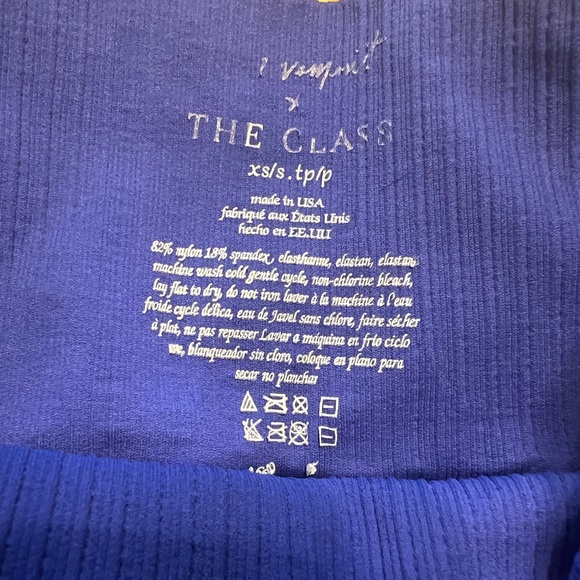 x
THE CLASS
xs/s.tp/p
made in USA
fabriqué aux États Unis
hecho en EE.UU
82% nylon 18% spandex, elasthanne, elastan, elastan
machine wash cold gentle cycle, non-chlorine bleach,
lay flat to dry, do not iron laver à la machine à l'eau
froide cycle délica, eau de Javel sans chlore, faire sécher
à plat, ne pas repasser Lavar a máquina en frío ciclo
blanqueador sin cloro, coloque en plano para
secar no planchar